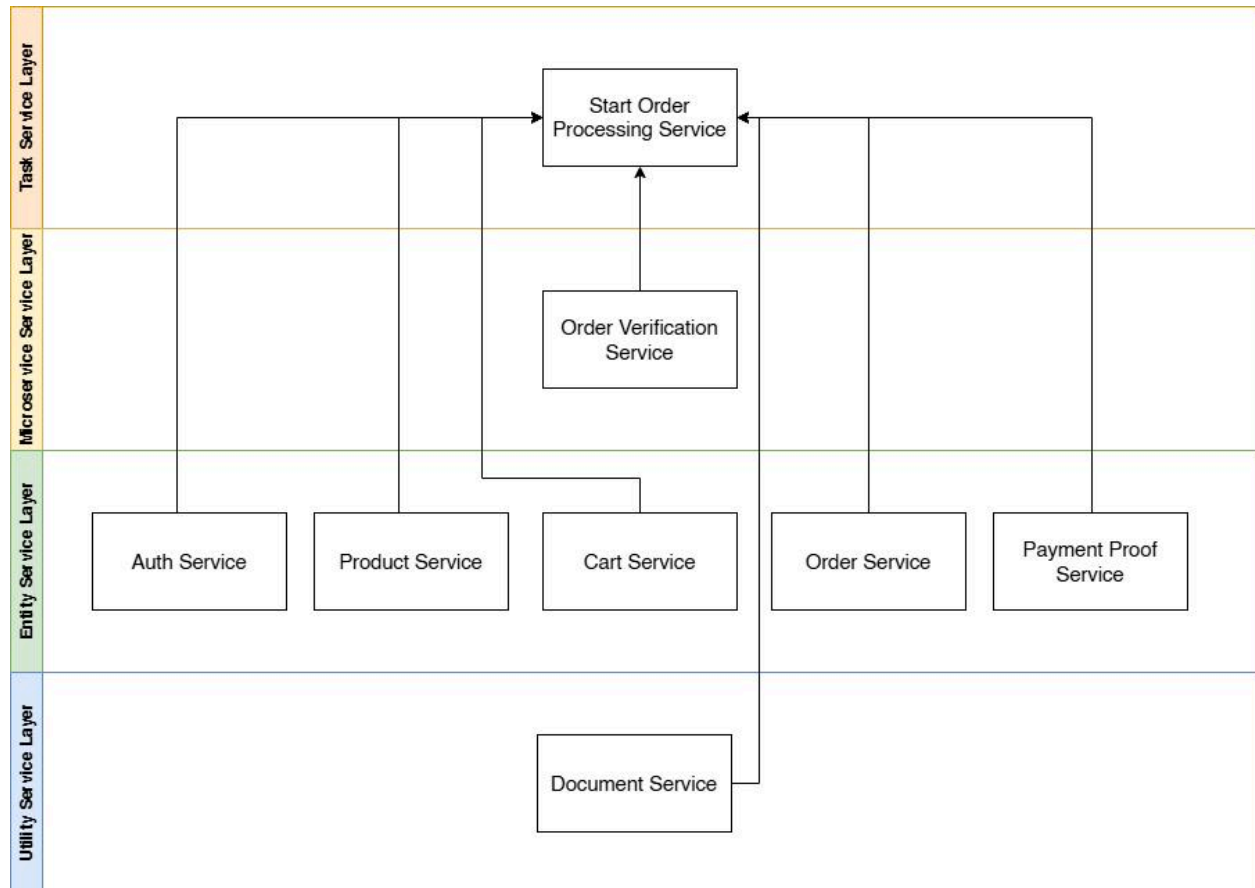 Task Service Layer
Start Order
Processing Service
Microservice Service Layer
Order Verification
Service
Entity Service Layer
Auth Service
Product Service
Cart Service
Order Service
Payment Proof
Service
Utility Service Layer
Document Service